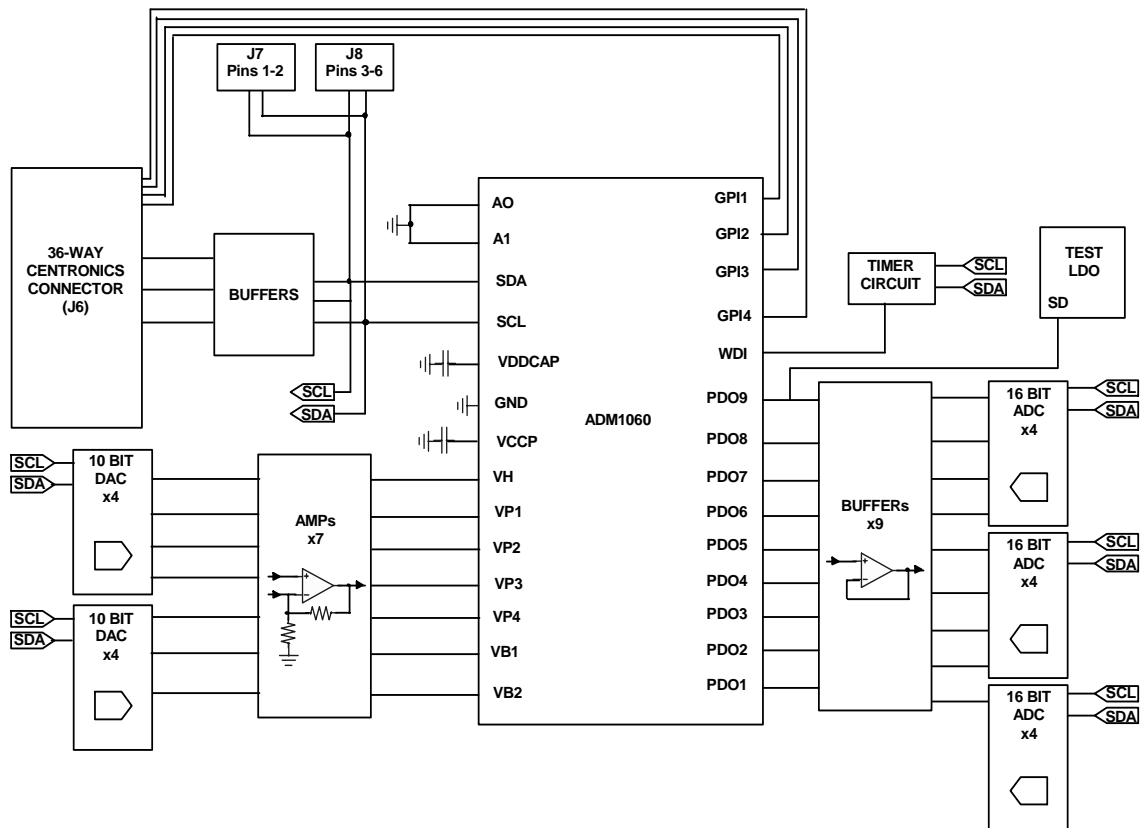 J7
Pins 1-2
J8
Pins 3-6
36-WAY
CENTRONICS
CONNECTOR
(J6)
BUFFERS
SCL
SDA
AO
A1
SDA
SCL
VDDCAP
GND
VCCP
VH
VP1
VP2
VP3
VP4
VB1
VB2
ADM1060
GPI1
GPI2
GPI3
GPI4
WDI
PDO9
PDO8
PDO7
PDO6
PDO5
PDO4
PDO3
PDO2
PDO1
TIMER
CIRCUIT
SCL
SDA
TEST
LDO
SD
SCL
SDA
10 BIT
DAC
x4
SCL
SDA
10 BIT
DAC
x4
AMPs
x7
+
–
BUFFERs
x9
+
–
16 BIT
ADC
x4
SCL
SDA
16 BIT
ADC
x4
SCL
SDA
16 BIT
ADC
x4
SCL
SDA